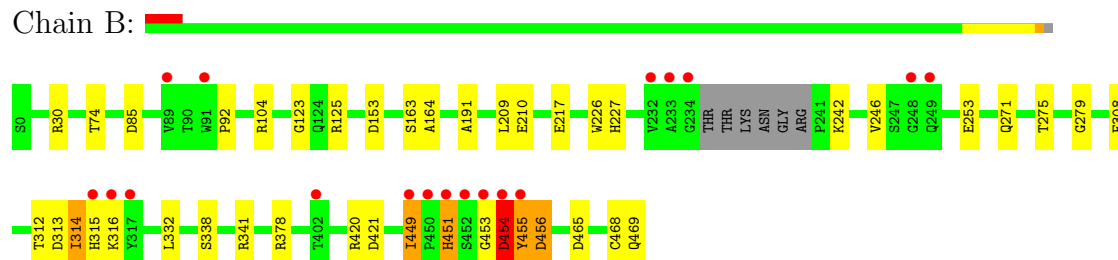 Chain B:
S0 R30 T74 D85 V89 T90 W91 P92 R104 G123 Q124 R125 D153 S163 A164 A191 L209 E210 E217 W226 H227 V232 A233 G234 THR THR LYS ASN GLY ARG P241 K242 V246 S247 G248 Q249 E253 Q271 T275 G279
T312 D313 I314 H315 K316 Y317 L332 S338 R341 R378 T402 R420 D421 I449 P450 H451 S452 G453 D454 Y455 D456 D465 C468 Q469